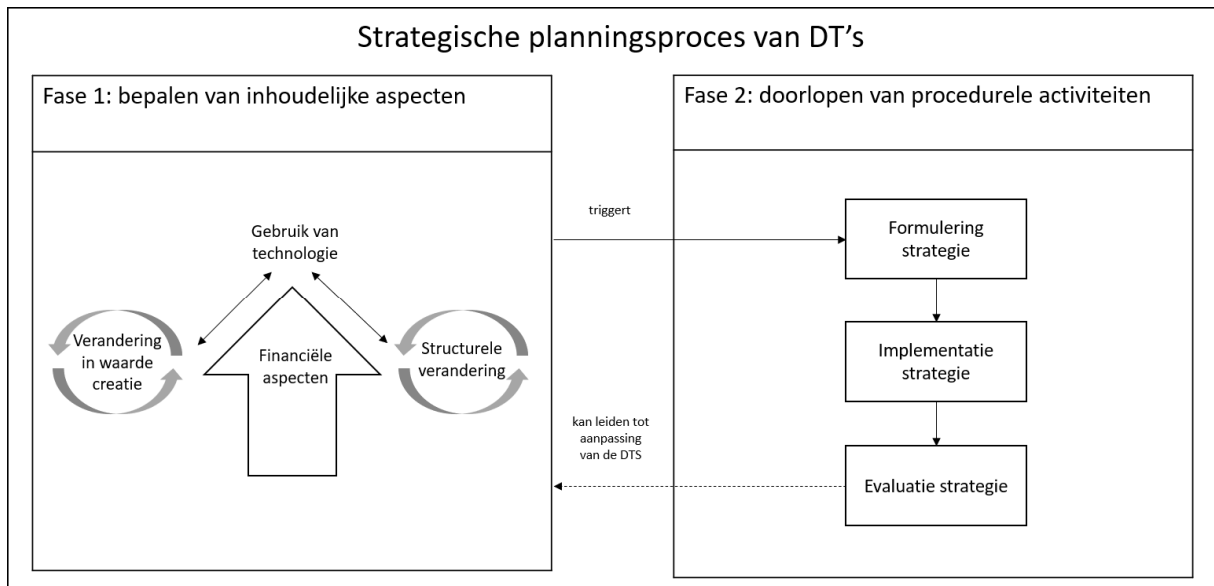 Strategische planningsproces van DT’s
Fase 1: bepalen van inhoudelijke aspecten
Gebruik van
technologie
Verandering
in waarde
creatie
Financiële
aspecten
Structurele
verandering
triggert
kan leiden tot
aanpassing
van de DTS
Fase 2: doorlopen van procedurele activiteiten
Formulering
strategie
Implementatie
strategie
Evaluatie strategie